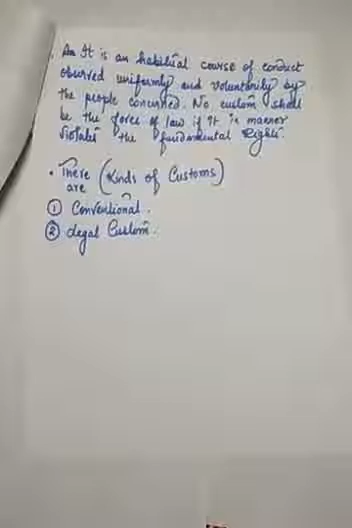 An It is an habitual course of conduct
observed uniformly and voluntarily by
the people concerned. No custom shall
be the force of law if it in manner
violates the fundamental Rights.
• There are (Kinds of Customs)
① Conventional.
② Legal Custom.